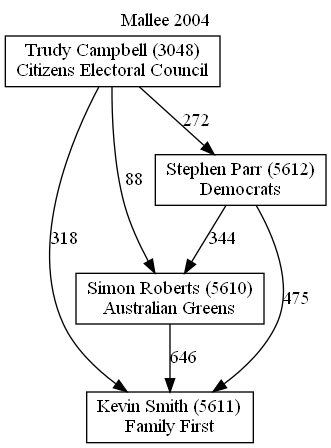 Mallee 2004
Trudy Campbell (3048)
Citizens Electoral Council
272
Stephen Parr (5612)
Democrats
88
318
344
Simon Roberts (5610)
Australian Greens
475
646
Kevin Smith (5611)
Family First